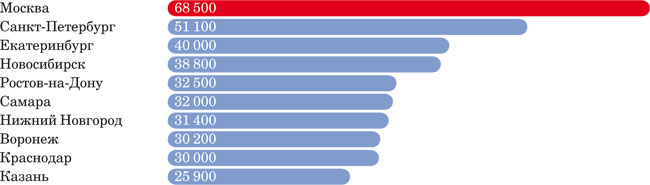 Москва 68 500
Санкт-Петербург 51 100
Екатеринбург 40 000
Новосибирск 38 800
Ростов-на-Дону 32 500
Самара 32 000
Нижний Новгород 31 400
Воронеж 30 200
Краснодар 30 000
Казань 25 900